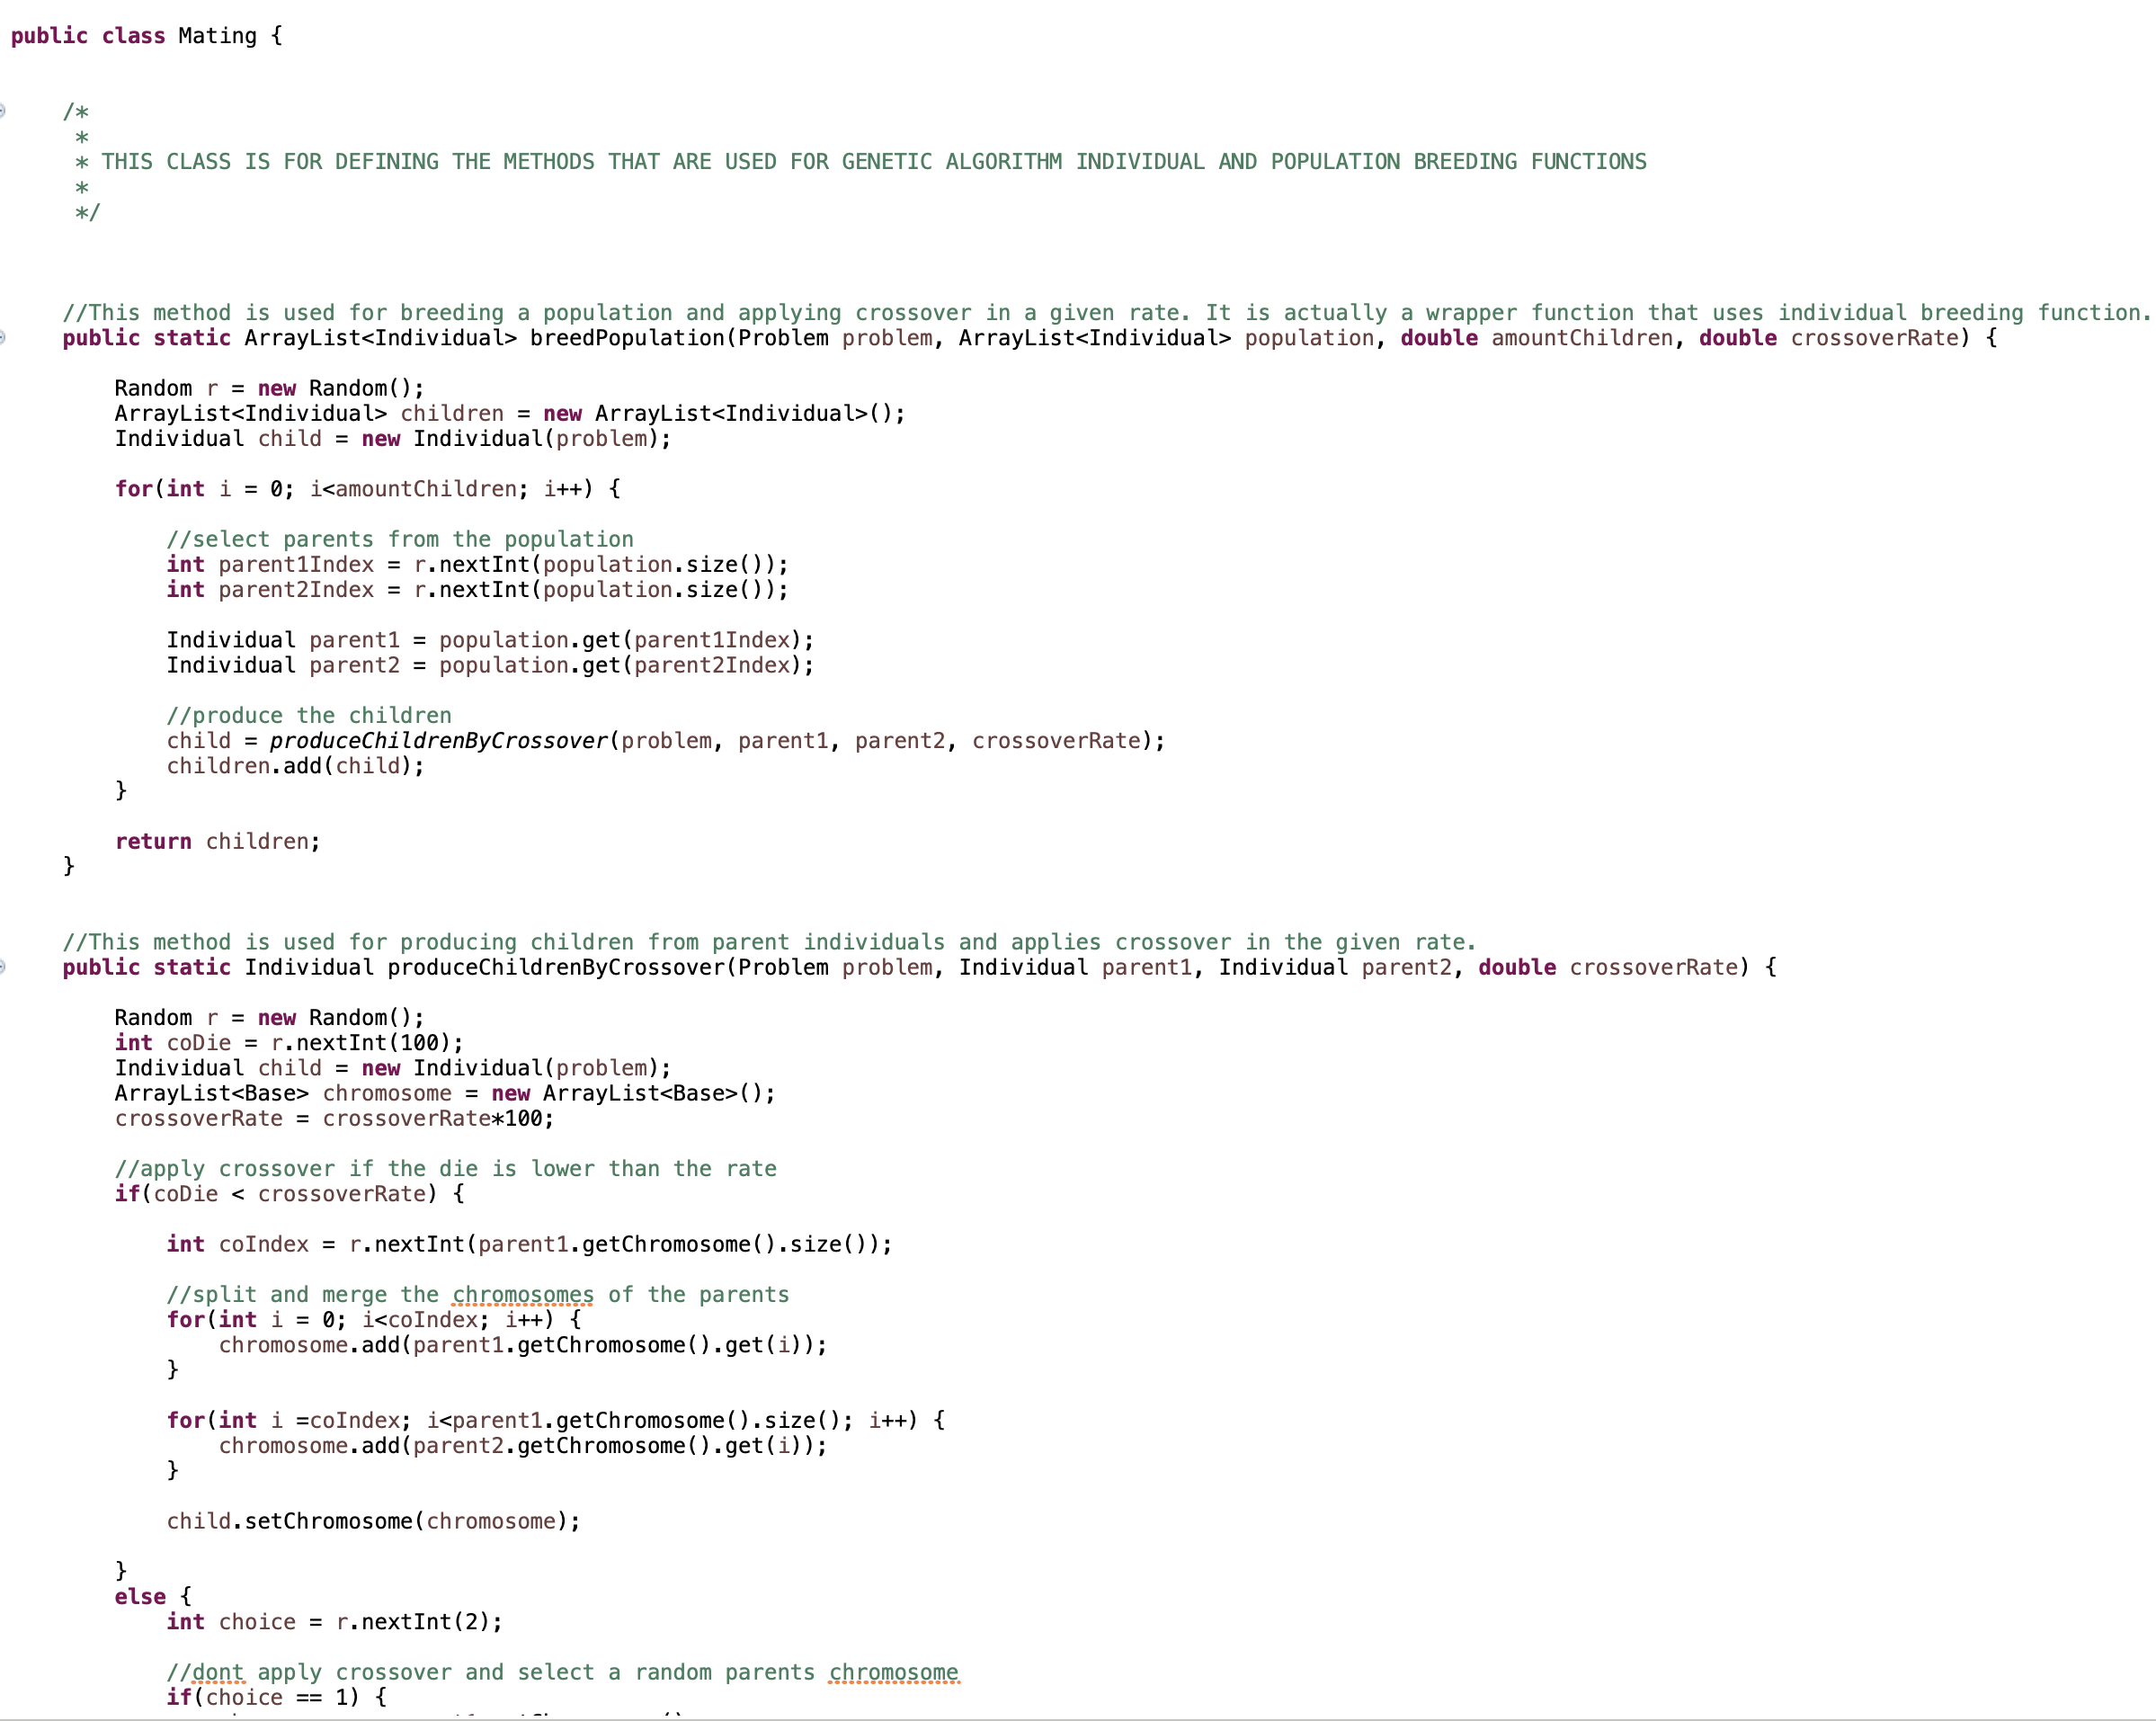 public class Mating {
/*
*
* THIS CLASS IS FOR DEFINING THE METHODS THAT ARE USED FOR GENETIC ALGORITHM INDIVIDUAL AND POPULATION BREEDING FUNCTIONS
*
*/
//This method is used for breeding a population and applying crossover in a given rate. It is actually a wrapper function that uses individual breeding function.
public static ArrayList<Individual> breedPopulation(Problem problem, ArrayList<Individual> population, double amountChildren, double crossoverRate) {
Random r = new Random();
ArrayList<Individual> children = new ArrayList<Individual>();
Individual child = new Individual(problem);
for(int i = 0; i<amountChildren; i++) {
//select parents from the population
int parent1Index = r.nextInt(population.size());
int parent2Index = r.nextInt(population.size());
Individual parent1 = population.get(parent1Index);
Individual parent2 = population.get(parent2Index);
//produce the children
child = produceChildrenByCrossover(problem, parent1, parent2, crossoverRate);
children.add(child);
}
return children;
}
//This method is used for producing children from parent individuals and applies crossover in the given rate.
public static Individual produceChildrenByCrossover(Problem problem, Individual parent1, Individual parent2, double crossoverRate) {
Random r = new Random();
int coDie = r.nextInt(100);
Individual child = new Individual(problem);
ArrayList<Base> chromosome = new ArrayList<Base>();
crossoverRate = crossoverRate*100;
//apply crossover if the die is lower than the rate
if(coDie < crossoverRate) {
int coIndex = r.nextInt(parent1.getChromosome().size());
//split and merge the chromosomes of the parents
for(int i = 0; i<coIndex; i++) {
chromosome.add(parent1.getChromosome().get(i));
}
for(int i =coIndex; i<parent1.getChromosome().size(); i++) {
chromosome.add(parent2.getChromosome().get(i));
}
child.setChromosome(chromosome);
}
else {
int choice = r.nextInt(2);
//dont apply crossover and select a random parents chromosome
if(choice == 1) {